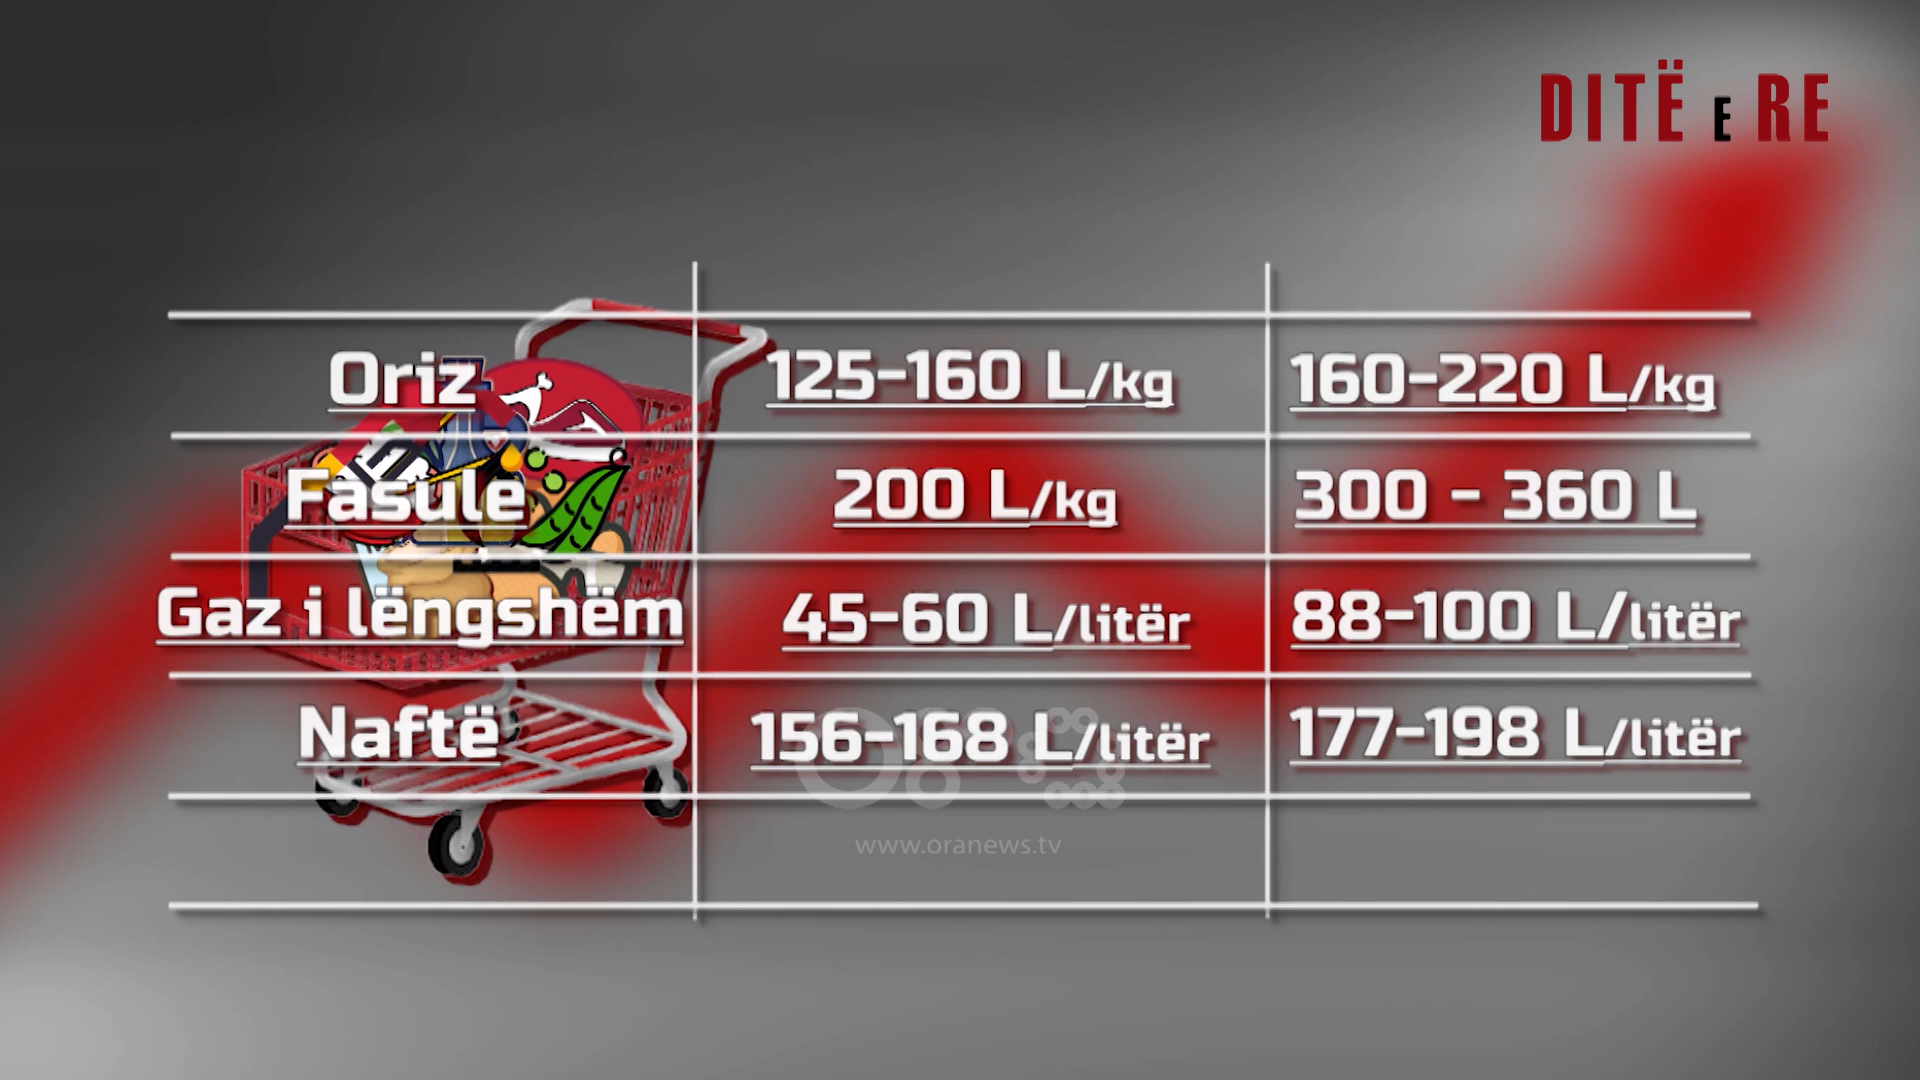 DITË E RE
Oriz 125-160 L/kg 160-220 L/kg
Fasule 200 L/kg 300 - 360 L
Gaz i lëngshëm 45-60 L/litër 88-100 L/litër
Naftë 156-168 L/litër 177-198 L/litër
www.oranews.tv